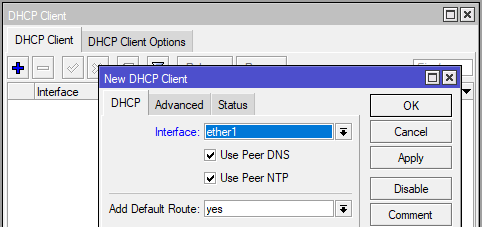 DHCP Client
DHCP Client
DHCP Client Options
Interface
New DHCP Client
DHCP
Advanced
Status
Interface:
ether1
Use Peer DNS
Use Peer NTP
Add Default Route:
yes
OK
Cancel
Apply
Disable
Comment